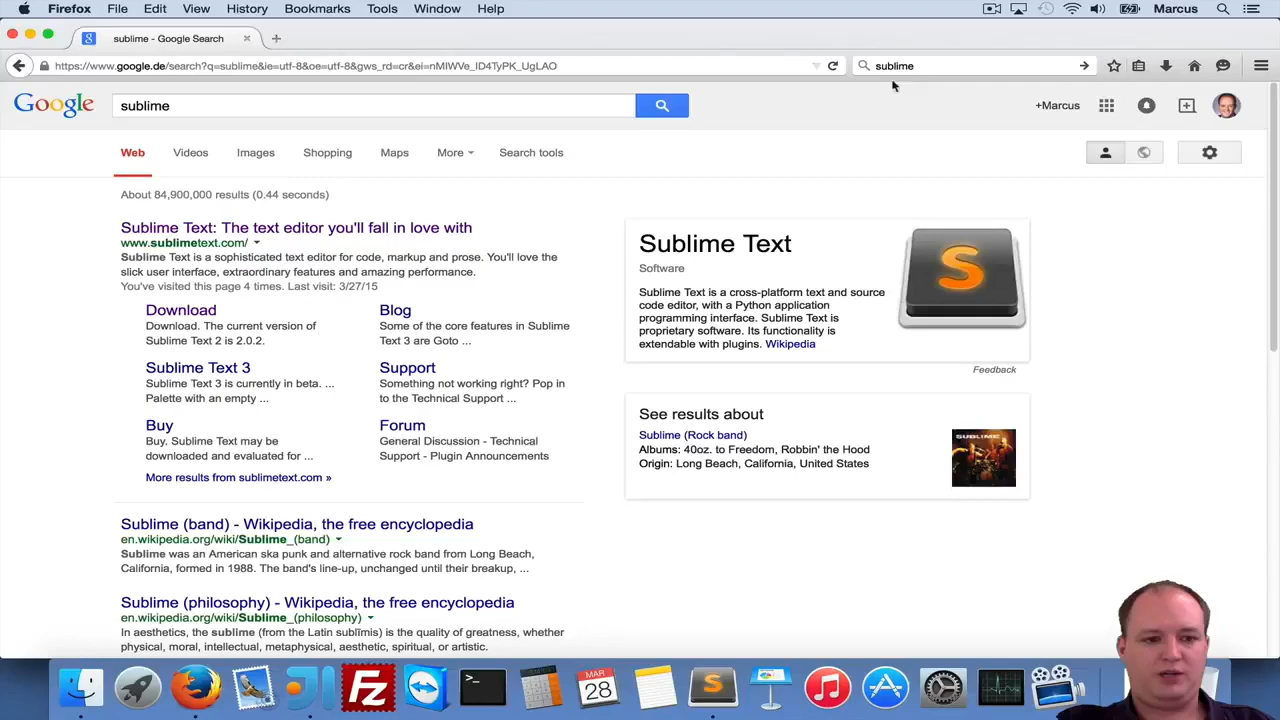 Firefox File Edit View History Bookmarks Tools Window Help Marcus
sublime - Google Search
https://www.google.de/search?q=sublime&ie=utf-8&oe=utf-8&gws_rd=cr&ei=nMIWVe_ID4TyPK_UgLAO
sublime
Google
sublime
+Marcus
Web Videos Images Shopping Maps More Search tools
About 84,900,000 results (0.44 seconds)
Sublime Text: The text editor you'll fall in love with
www.sublimetext.com/
Sublime Text is a sophisticated text editor for code, markup and prose. You'll love the
slick user interface, extraordinary features and amazing performance.
You've visited this page 4 times. Last visit: 3/27/15
Download
Download. The current version of
Sublime Text 2 is 2.0.2.
Blog
Some of the core features in Sublime
Text 3 are Goto ...
Sublime Text 3
Sublime Text 3 is currently in beta. ...
Palette with an empty ...
Support
Something not working right? Pop in
to the Technical Support ...
Buy
Buy. Sublime Text may be
downloaded and evaluated for ...
Forum
General Discussion - Technical
Support - Plugin Announcements
More results from sublimetext.com »
Sublime (band) - Wikipedia, the free encyclopedia
en.wikipedia.org/wiki/Sublime_(band)
Sublime was an American ska punk and alternative rock band from Long Beach,
California, formed in 1988. The band's line-up, unchanged until their breakup, ...
Sublime (philosophy) - Wikipedia, the free encyclopedia
en.wikipedia.org/wiki/Sublime_(philosophy)
In aesthetics, the sublime (from the Latin sublīmis) is the quality of greatness, whether
physical, moral, intellectual, metaphysical, aesthetic, spiritual, or artistic.
Sublime Text
Software
Sublime Text is a cross-platform text and source
code editor, with a Python application
programming interface. Sublime Text is
proprietary software. Its functionality is
extendable with plugins. Wikipedia
Feedback
See results about
Sublime (Rock band)
Albums: 40oz. to Freedom, Robbin' the Hood
Origin: Long Beach, California, United States
SUBLIME
FZ
MAR
28